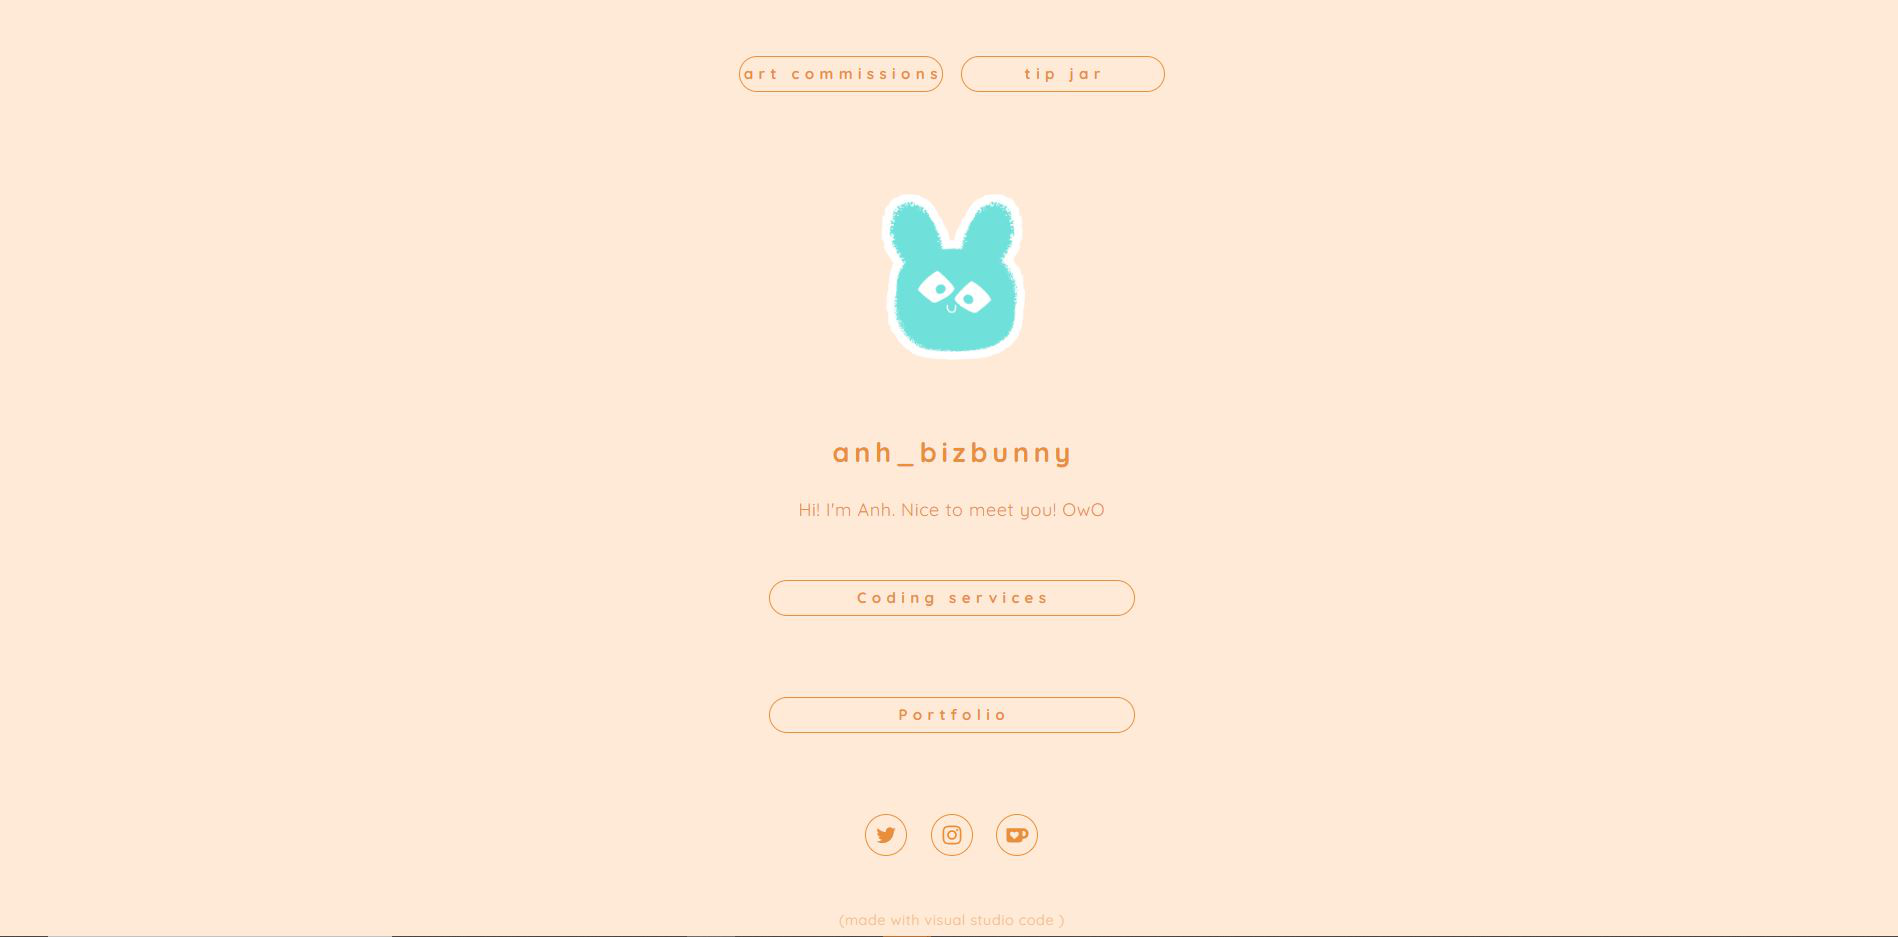 art commissions
tip jar
anh_bizbunny
Hi! I'm Anh. Nice to meet you! OwO
Coding services
Portfolio
(made with visual studio code )